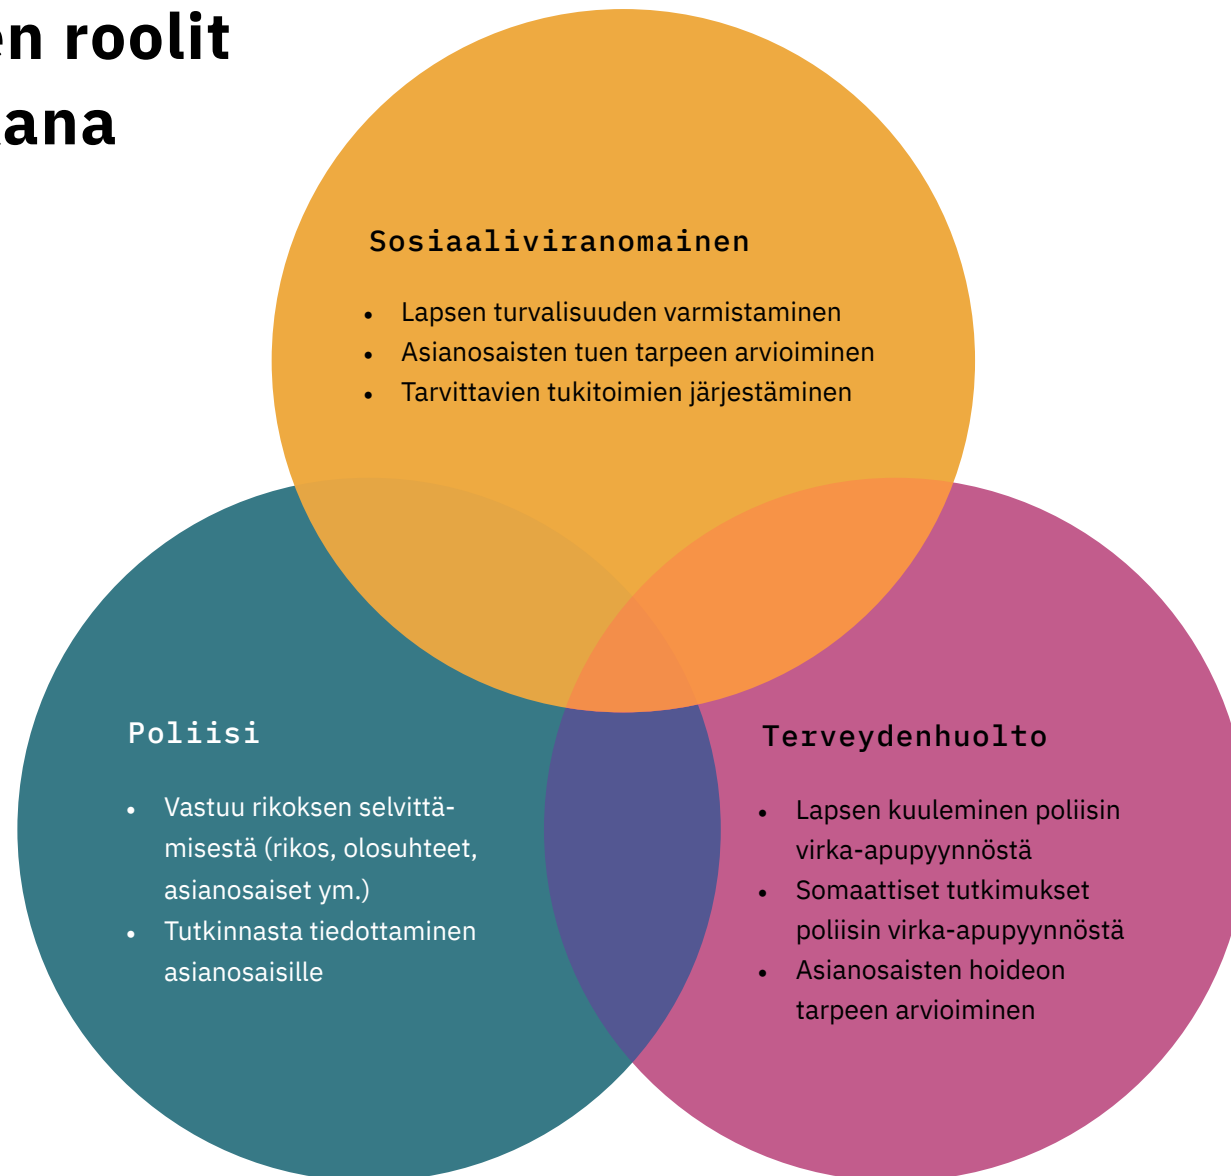 en roolit
ana
Sosiaaliviranomainen
• Lapsen turvalisuuden varmistaminen
• Asianosaisten tuen tarpeen arvioiminen
• Tarvittavien tukitoimien järjestäminen
Poliisi
• Vastuu rikoksen selvittä-
misestä (rikos, olosuhteet,
asianosaiset ym.)
• Tutkinnasta tiedottaminen
asianosaisille
Terveydenhuolto
• Lapsen kuuleminen poliisin
virka-apupyynnöstä
• Somaattiset tutkimukset
poliisin virka-apupyynnöstä
• Asianosaisten hoideon
tarpeen arvioiminen